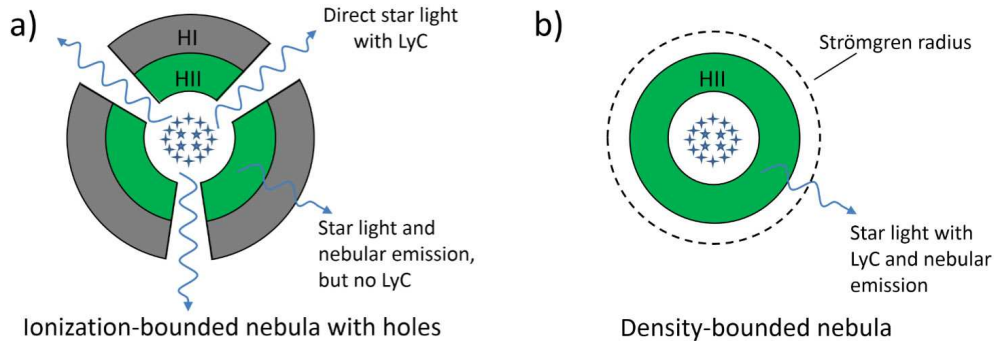 a)
Direct star light
with LyC
HI
HII
Star light and
nebular emission,
but no LyC
Ionization-bounded nebula with holes
b)
Strömgren radius
HII
Star light with
LyC and nebular
emission
Density-bounded nebula